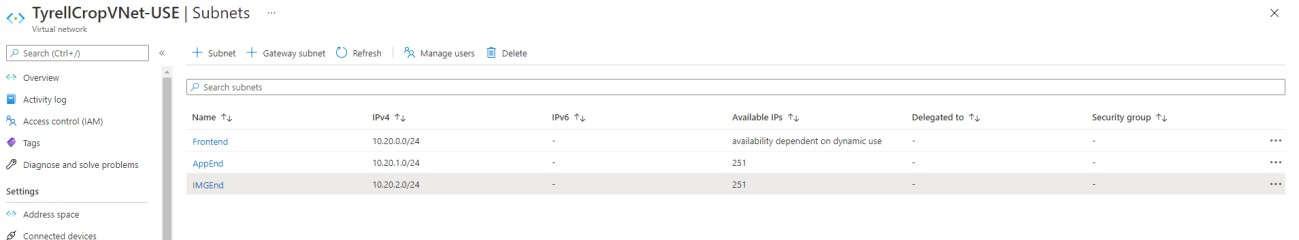 TyrellCropVNet-USE | Subnets ...
Virtual network
Search (Ctrl+/)
Overview
Activity log
Access control (IAM)
Tags
Diagnose and solve problems
Settings
Address space
Connected devices
+ Subnet + Gateway subnet Refresh Manage users Delete
Search subnets
Name IPv4 IPv6 Available IPs Delegated to Security group
Frontend 10.20.0.0/24 - availability dependent on dynamic use - -
AppEnd 10.20.1.0/24 - 251 - -
IMGEnd 10.20.2.0/24 - 251 - -